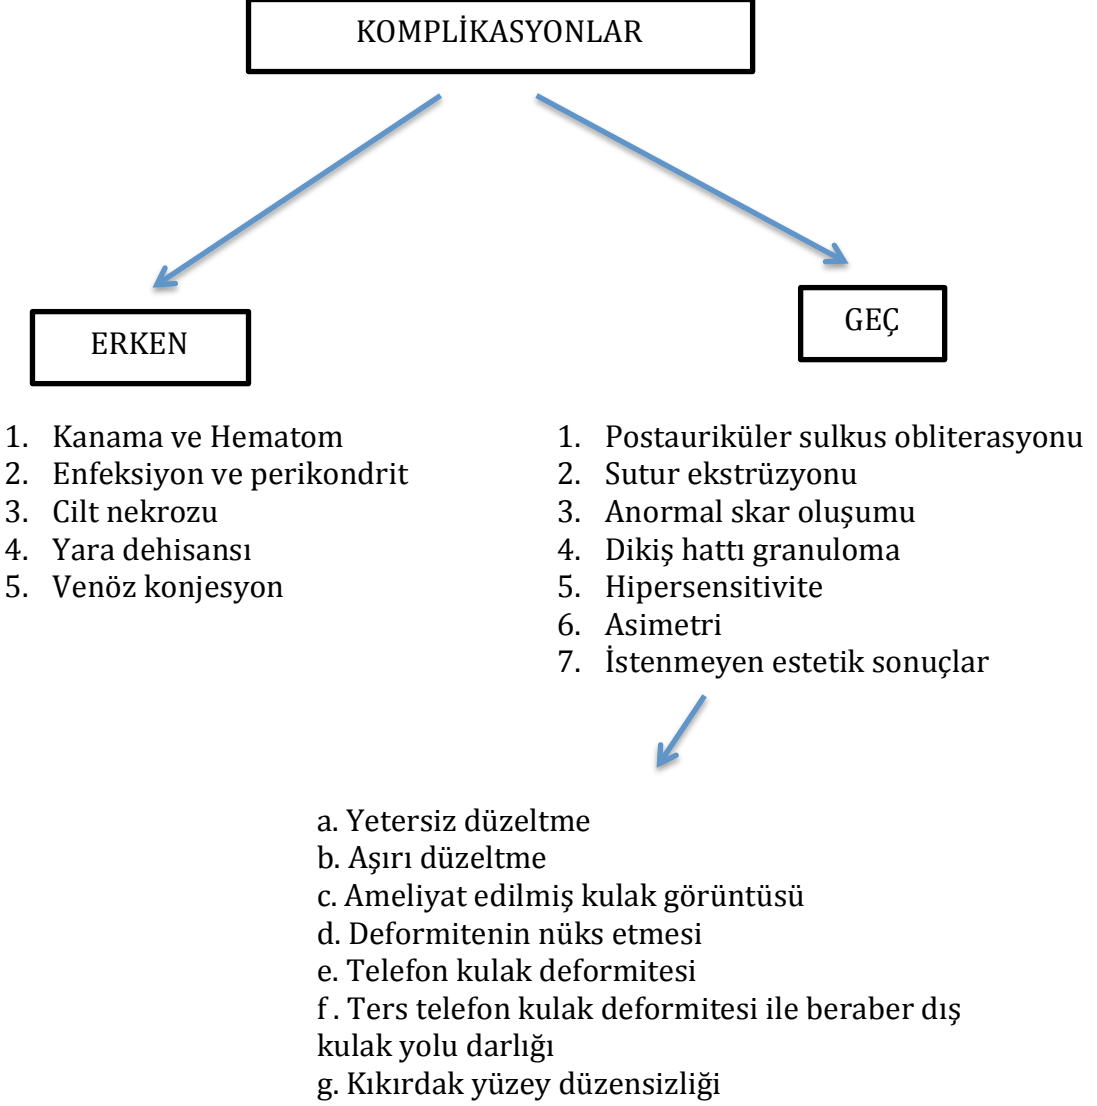 KOMPLİKASYONLAR
ERKEN
1. Kanama ve Hematom
2. Enfeksiyon ve perikondrit
3. Cilt nekrozu
4. Yara dehisansı
5. Venöz konjesyon
GEÇ
1. Postauriküler sulkus obliterasyonu
2. Sutur ekstrüzyonu
3. Anormal skar oluşumu
4. Dikiş hattı granuloma
5. Hipersensitivite
6. Asimetri
7. İstenmeyen estetik sonuçlar
a. Yetersiz düzeltme
b. Aşırı düzeltme
c. Ameliyat edilmiş kulak görüntüsü
d. Deformitenin nüks etmesi
e. Telefon kulak deformitesi
f . Ters telefon kulak deformitesi ile beraber dış
kulak yolu darlığı
g. Kıkırdak yüzey düzensizliği